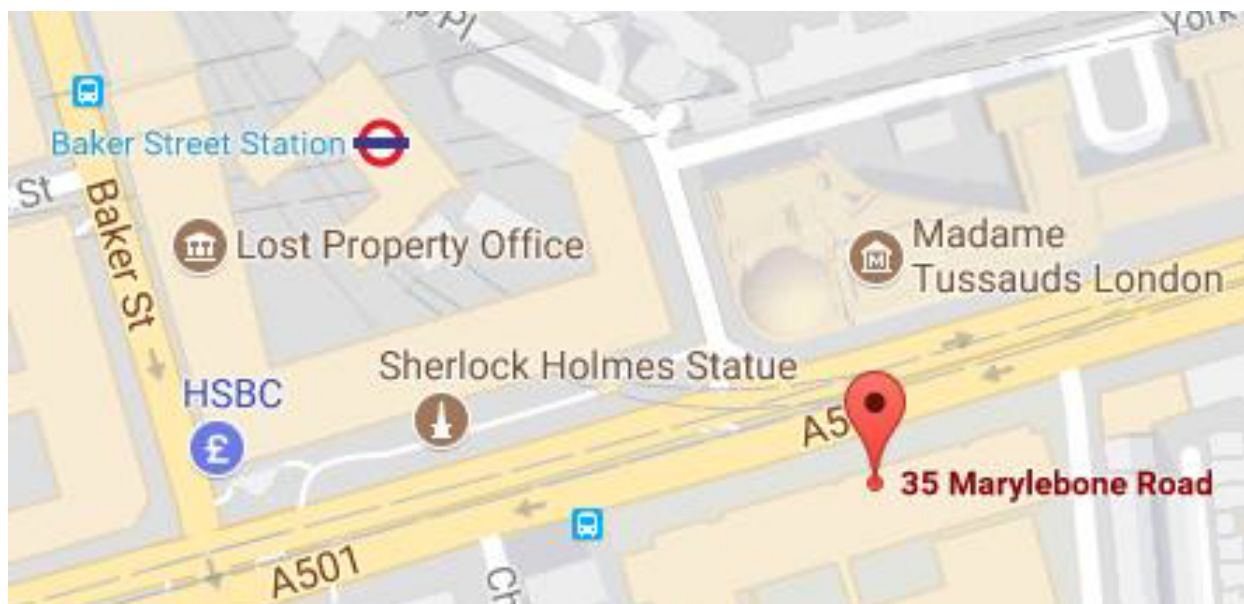 York
Baker Street Station
St
Baker St
Lost Property Office
Madame
Tussauds London
Sherlock Holmes Statue
HSBC
£
M
A5
35 Marylebone Road
A501
Ch